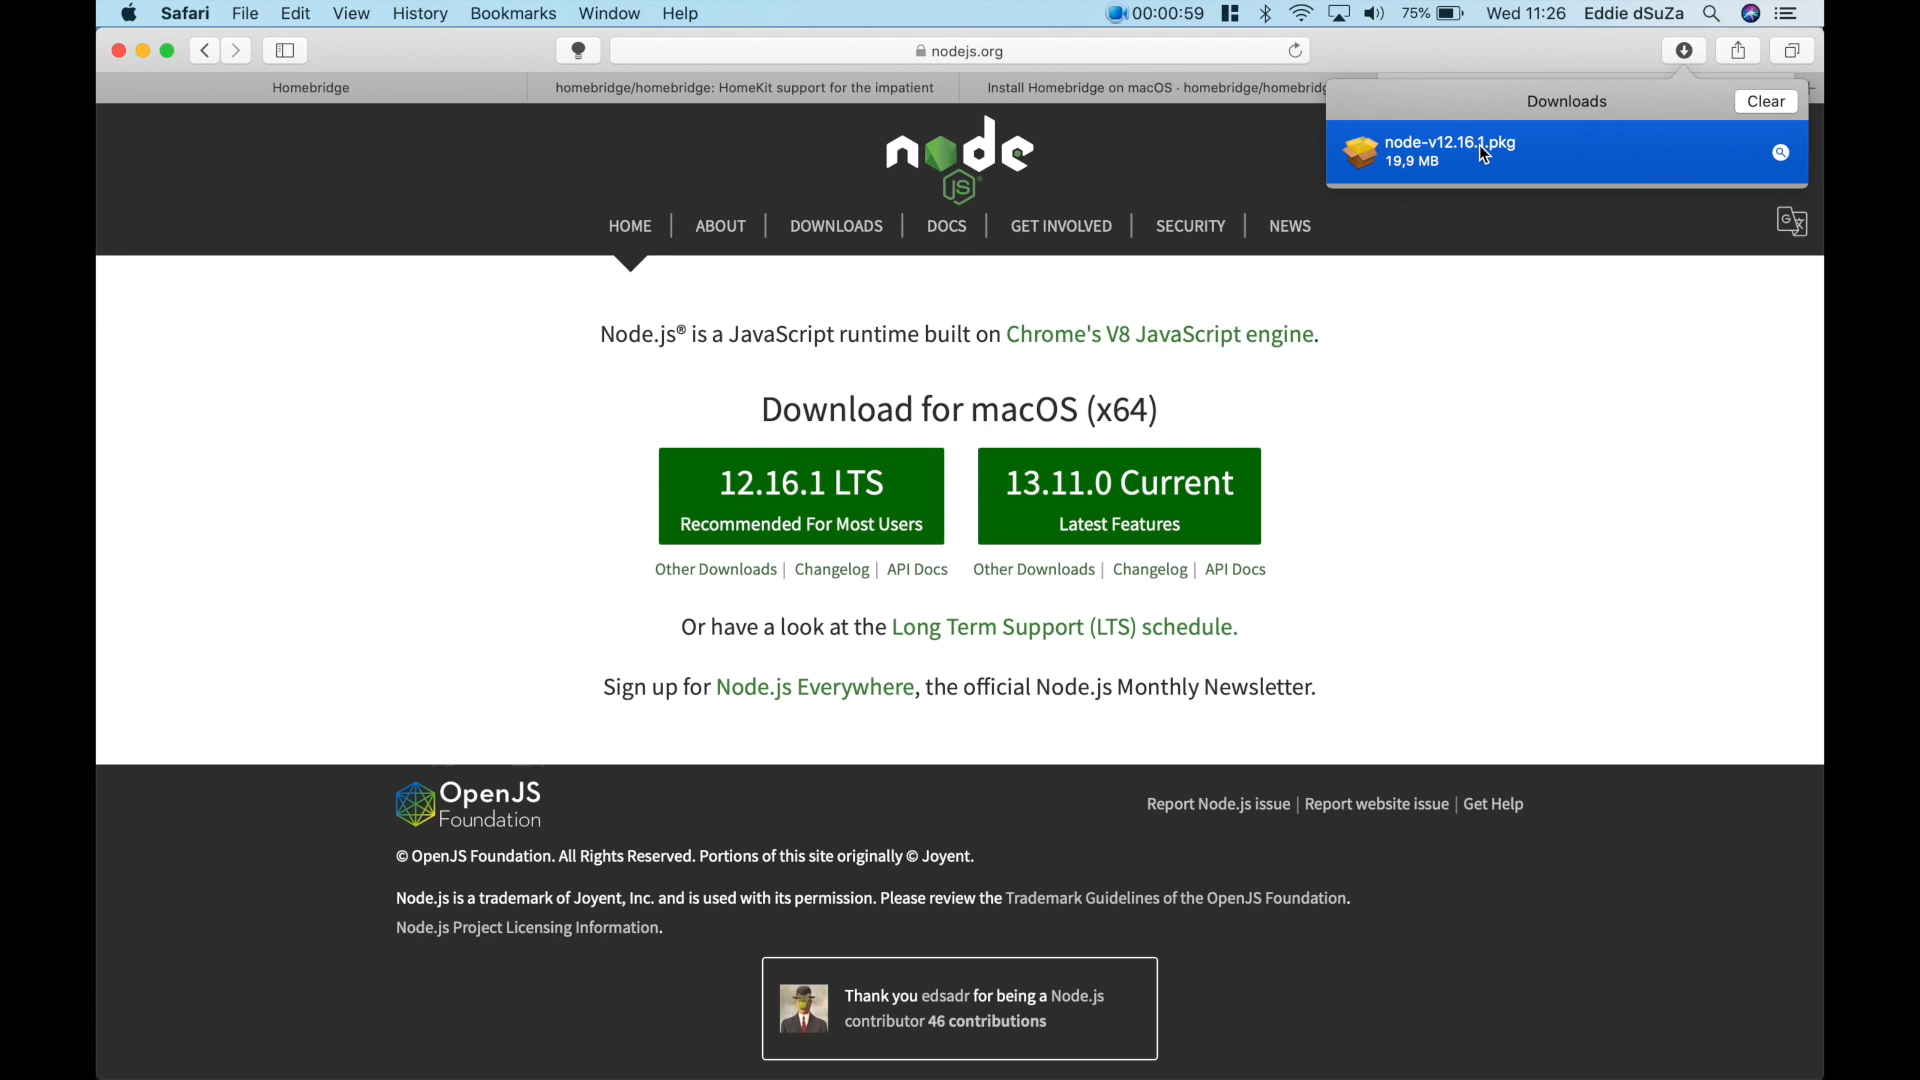 Safari File Edit View History Bookmarks Window Help 00:00:59 75% Wed 11:26 Eddie dSuZa
nodejs.org
Homebridge homebridge/homebridge: HomeKit support for the impatient Install Homebridge on macOS · homebridge/homebridg
Downloads Clear
node-v12.16.1.pkg
19,9 MB
node
JS
HOME | ABOUT | DOWNLOADS | DOCS | GET INVOLVED | SECURITY | NEWS
Node.js® is a JavaScript runtime built on Chrome's V8 JavaScript engine.
Download for macOS (x64)
12.16.1 LTS
Recommended For Most Users
13.11.0 Current
Latest Features
Other Downloads | Changelog | API Docs
Other Downloads | Changelog | API Docs
Or have a look at the Long Term Support (LTS) schedule.
Sign up for Node.js Everywhere, the official Node.js Monthly Newsletter.
OpenJS
Foundation
Report Node.js issue | Report website issue | Get Help
© OpenJS Foundation. All Rights Reserved. Portions of this site originally © Joyent.
Node.js is a trademark of Joyent, Inc. and is used with its permission. Please review the Trademark Guidelines of the OpenJS Foundation.
Node.js Project Licensing Information.
Thank you edsadr for being a Node.js
contributor 46 contributions